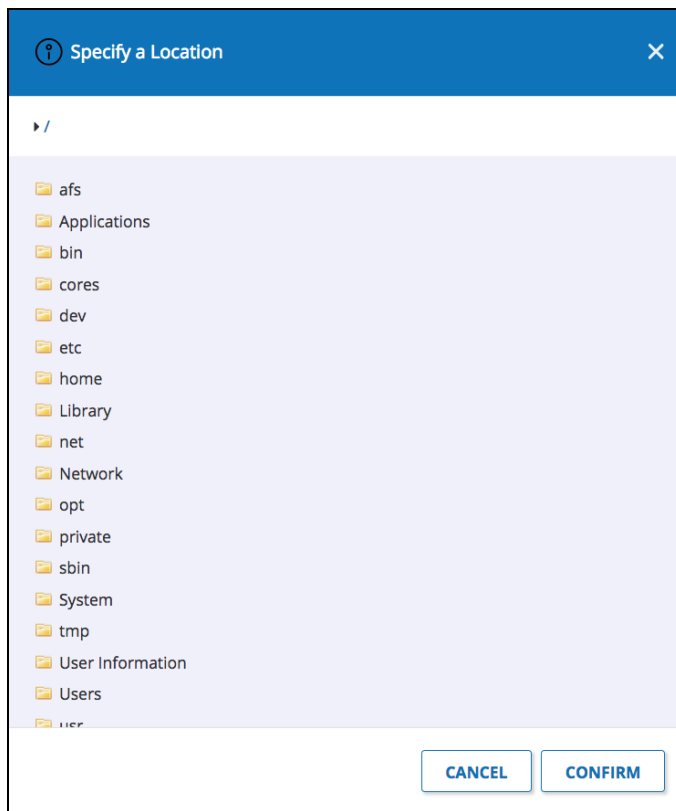 Specify a Location
/
afs
Applications
bin
cores
dev
etc
home
Library
net
Network
opt
private
sbin
System
tmp
User Information
Users
usr
CANCEL CONFIRM